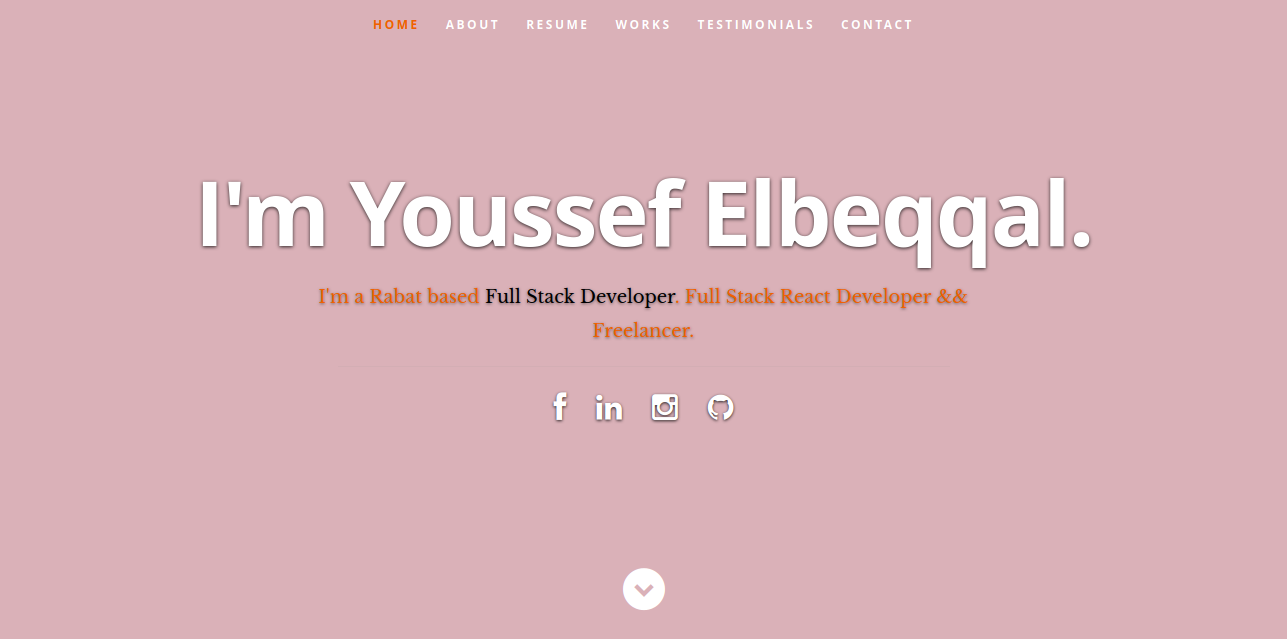 HOME ABOUT RESUME WORKS TESTIMONIALS CONTACT
I'm Youssef Elbeqqal.
I'm a Rabat based Full Stack Developer. Full Stack React Developer &&
Freelancer.